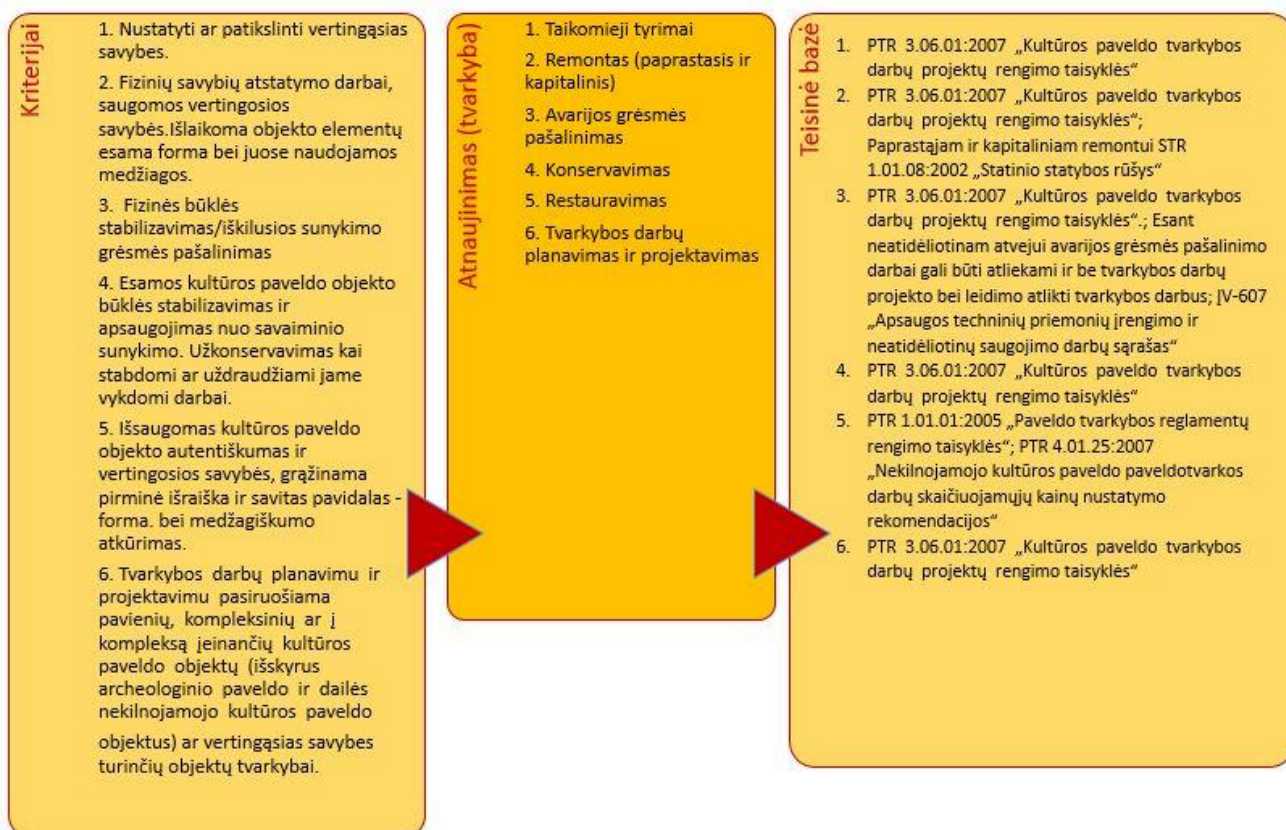 Kriterijai
1. Nustatyti ar patikslinti vertingąsias
savybes.
2. Fizinių savybių atstatymo darbai,
saugomos vertingosios
savybės.Išlaikoma objekto elementų
esama forma bei juose naudojamos
medžiagos.
3. Fizinės būklės
stabilizavimas/iškilusios sunykimo
grėsmės pašalinimas
4. Esamos kultūros paveldo objekto
būklės stabilizavimas ir
apsaugojimas nuo savaiminio
sunykimo. Užkonservavimas kai
stabdomi ar uždraudžiami jame
vykdomi darbai.
5. Išsaugomas kultūros paveldo
objekto autentiškumas ir
vertingosios savybės, grąžinama
pirminė išraiška ir savitas pavidalas -
forma. bei medžagiškumo
atkūrimas.
6. Tvarkybos darbų planavimu ir
projektavimu pasiruošiama
pavienių, kompleksinių ar į
kompleksą įeinančių kultūros
paveldo objektų (išskyrus
archeologinio paveldo ir dailės
nekilnojamojo kultūros paveldo
objektus) ar vertingąsias savybes
turinčių objektų tvarkybai.
Atnaujinimas (tvarkyba)
1. Taikomieji tyrimai
2. Remontas (paprastasis ir
kapitalinis)
3. Avarijos grėsmės
pašalinimas
4. Konservavimas
5. Restauravimas
6. Tvarkybos darbų
planavimas ir projektavimas
Teisinė bazė
1. PTR 3.06.01:2007 „Kultūros paveldo tvarkybos
darbų projektų rengimo taisyklės“
2. PTR 3.06.01:2007 „Kultūros paveldo tvarkybos
darbų projektų rengimo taisyklės“;
Paprastąjam ir kapitaliniam remontui STR
1.01.08:2002 „Statinio statybos rūšys“
3. PTR 3.06.01:2007 „Kultūros paveldo tvarkybos
darbų projektų rengimo taisyklės“.; Esant
neatidėliotinam atvejui avarijos grėsmės pašalinimo
darbai gali būti atliekami ir be tvarkybos darbų
projekto bei leidimo atlikti tvarkybos darbus; ĮV-607
„Apsaugos techninių priemonių įrengimo ir
neatidėliotinų saugojimo darbų sąrašas“
4. PTR 3.06.01:2007 „Kultūros paveldo tvarkybos
darbų projektų rengimo taisyklės“
5. PTR 1.01.01:2005 „Paveldo tvarkybos reglamentų
rengimo taisyklės“; PTR 4.01.25:2007
„Nekilnojamojo kultūros paveldo paveldotvarkos
darbų skaičiuojamųjų kainų nustatymo
rekomendacijos“
6. PTR 3.06.01:2007 „Kultūros paveldo tvarkybos
darbų projektų rengimo taisyklės“